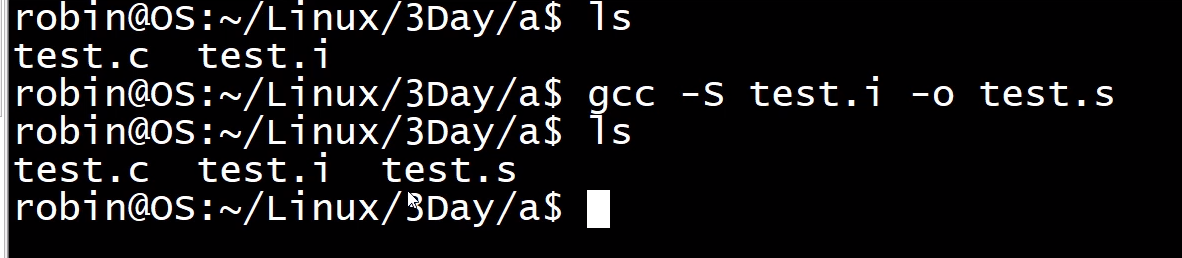 robin@OS:~/Linux/3Day/a$ ls
test.c  test.i
robin@OS:~/Linux/3Day/a$ gcc -S test.i -o test.s
robin@OS:~/Linux/3Day/a$ ls
test.c  test.i  test.s
robin@OS:~/Linux/3Day/a$